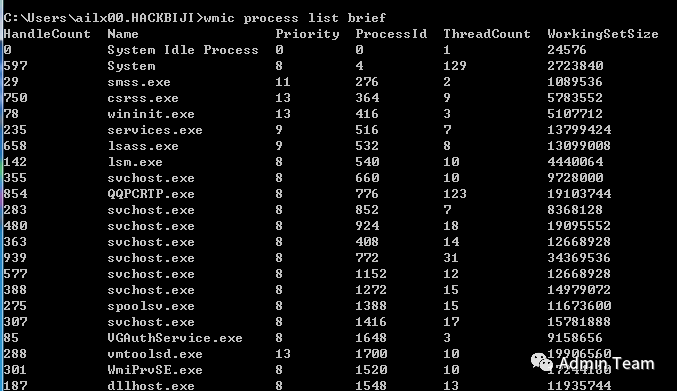 C:\Users\ailx00.HACKBIJI>wmic process list brief
HandleCount  Name                 Priority  ProcessId  ThreadCount  WorkingSetSize
0            System Idle Process  0         0          1            24576
597          System               8         4          129          2723840
29           smss.exe             11        276        2            1089536
750          csrss.exe            13        364        9            5783552
78           wininit.exe          13        416        3            5107712
235          services.exe         9         516        7            13799424
658          lsass.exe            9         532        8            13099008
142          lsm.exe              8         540        10           4440064
355          svchost.exe          8         660        10           9728000
854          QQPCRTP.exe          8         776        123          19103744
283          svchost.exe          8         852        7            8368128
480          svchost.exe          8         924        18           19095552
363          svchost.exe          8         408        14           12668928
939          svchost.exe          8         772        31           34369536
577          svchost.exe          8         1152       12           12668928
388          svchost.exe          8         1272       15           14979072
275          spoolsv.exe          8         1388       15           11673600
307          svchost.exe          8         1416       17           15781888
85           VGAuthService.exe    8         1648       3            9158656
288          vmtoolsd.exe         13        1700       10           19906560
301          WmiPrvSE.exe         8         1520       10
187          dllhost.exe          8         1548       13           11935744
Admin Team